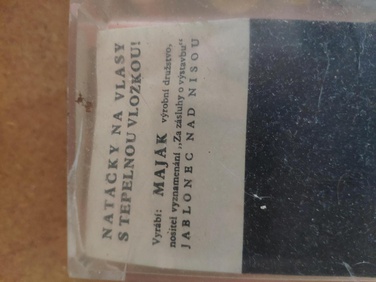 NATÁČKY NA VLASY
S TEPELNOU VLOŽKOU!
Vyrábí: MAJÁK výrobní družstvo,
nositel vyznamenání „Za zásluhy o výstavbu"
JABLONEC NAD NISOU